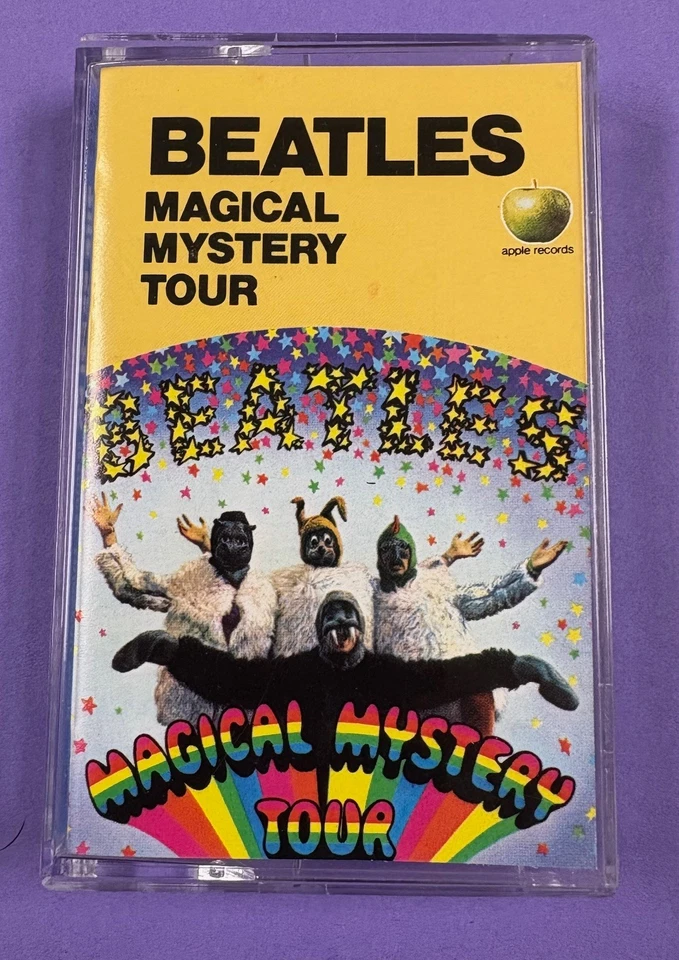 BEATLES
MAGICAL
MYSTERY
TOUR
apple records
BEATLES
MAGICAL MYSTERY
TOUR